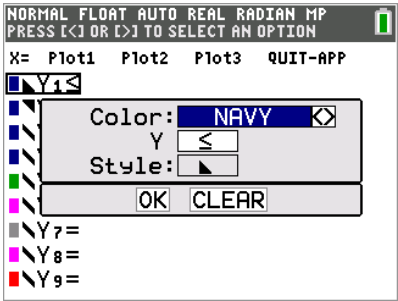 NORMAL FLOAT AUTO REAL RADIAN MP
PRESS [<] OR [>] TO SELECT AN OPTION
X= Plot1 Plot2 Plot3 QUIT-APP
Y1≤
Color: NAVY <>
Y ≤
Style:
OK CLEAR
Y7=
Y8=
Y9=